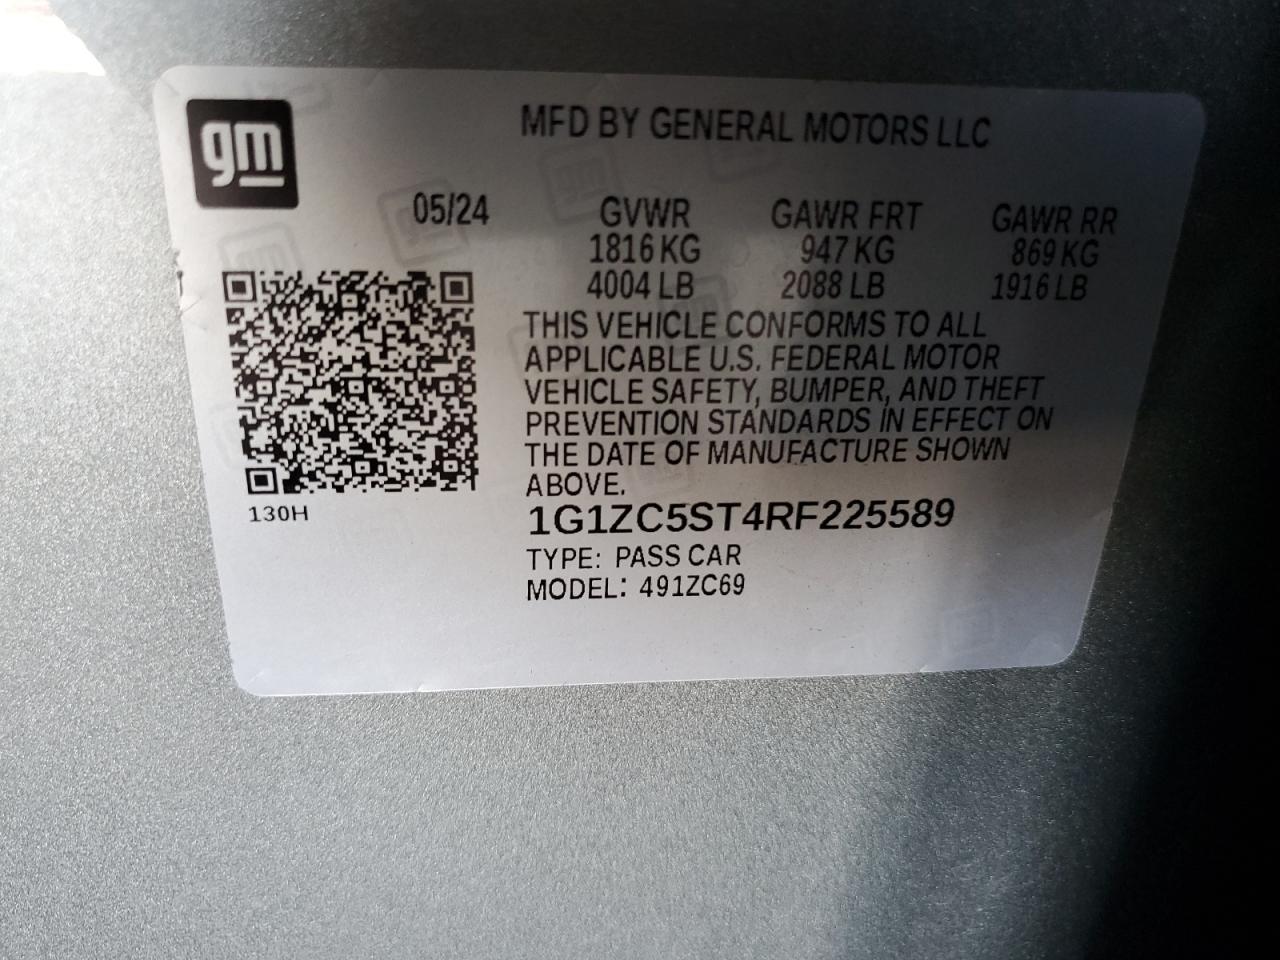 gm
MFD BY GENERAL MOTORS LLC
05/24 GVWR GAWR FRT GAWR RR
1816 KG 947 KG 869 KG
4004 LB 2088 LB 1916 LB
THIS VEHICLE CONFORMS TO ALL
APPLICABLE U.S. FEDERAL MOTOR
VEHICLE SAFETY, BUMPER, AND THEFT
PREVENTION STANDARDS IN EFFECT ON
THE DATE OF MANUFACTURE SHOWN
ABOVE.
130H
1G1ZC5ST4RF225589
TYPE: PASS CAR
MODEL: 491ZC69